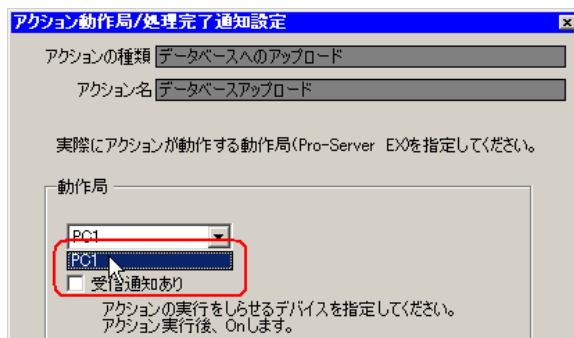 アクション動作局/処理完了通知設定
アクションの種類 データベースへのアップロード
アクション名 データベースアップロード
実際にアクションが動作する動作局(Pro-Server EX)を指定してください。
動作局
PC1
PC1
受信通知あり
アクションの実行をしらせるデバイスを指定してください。
アクション実行後、Onします。